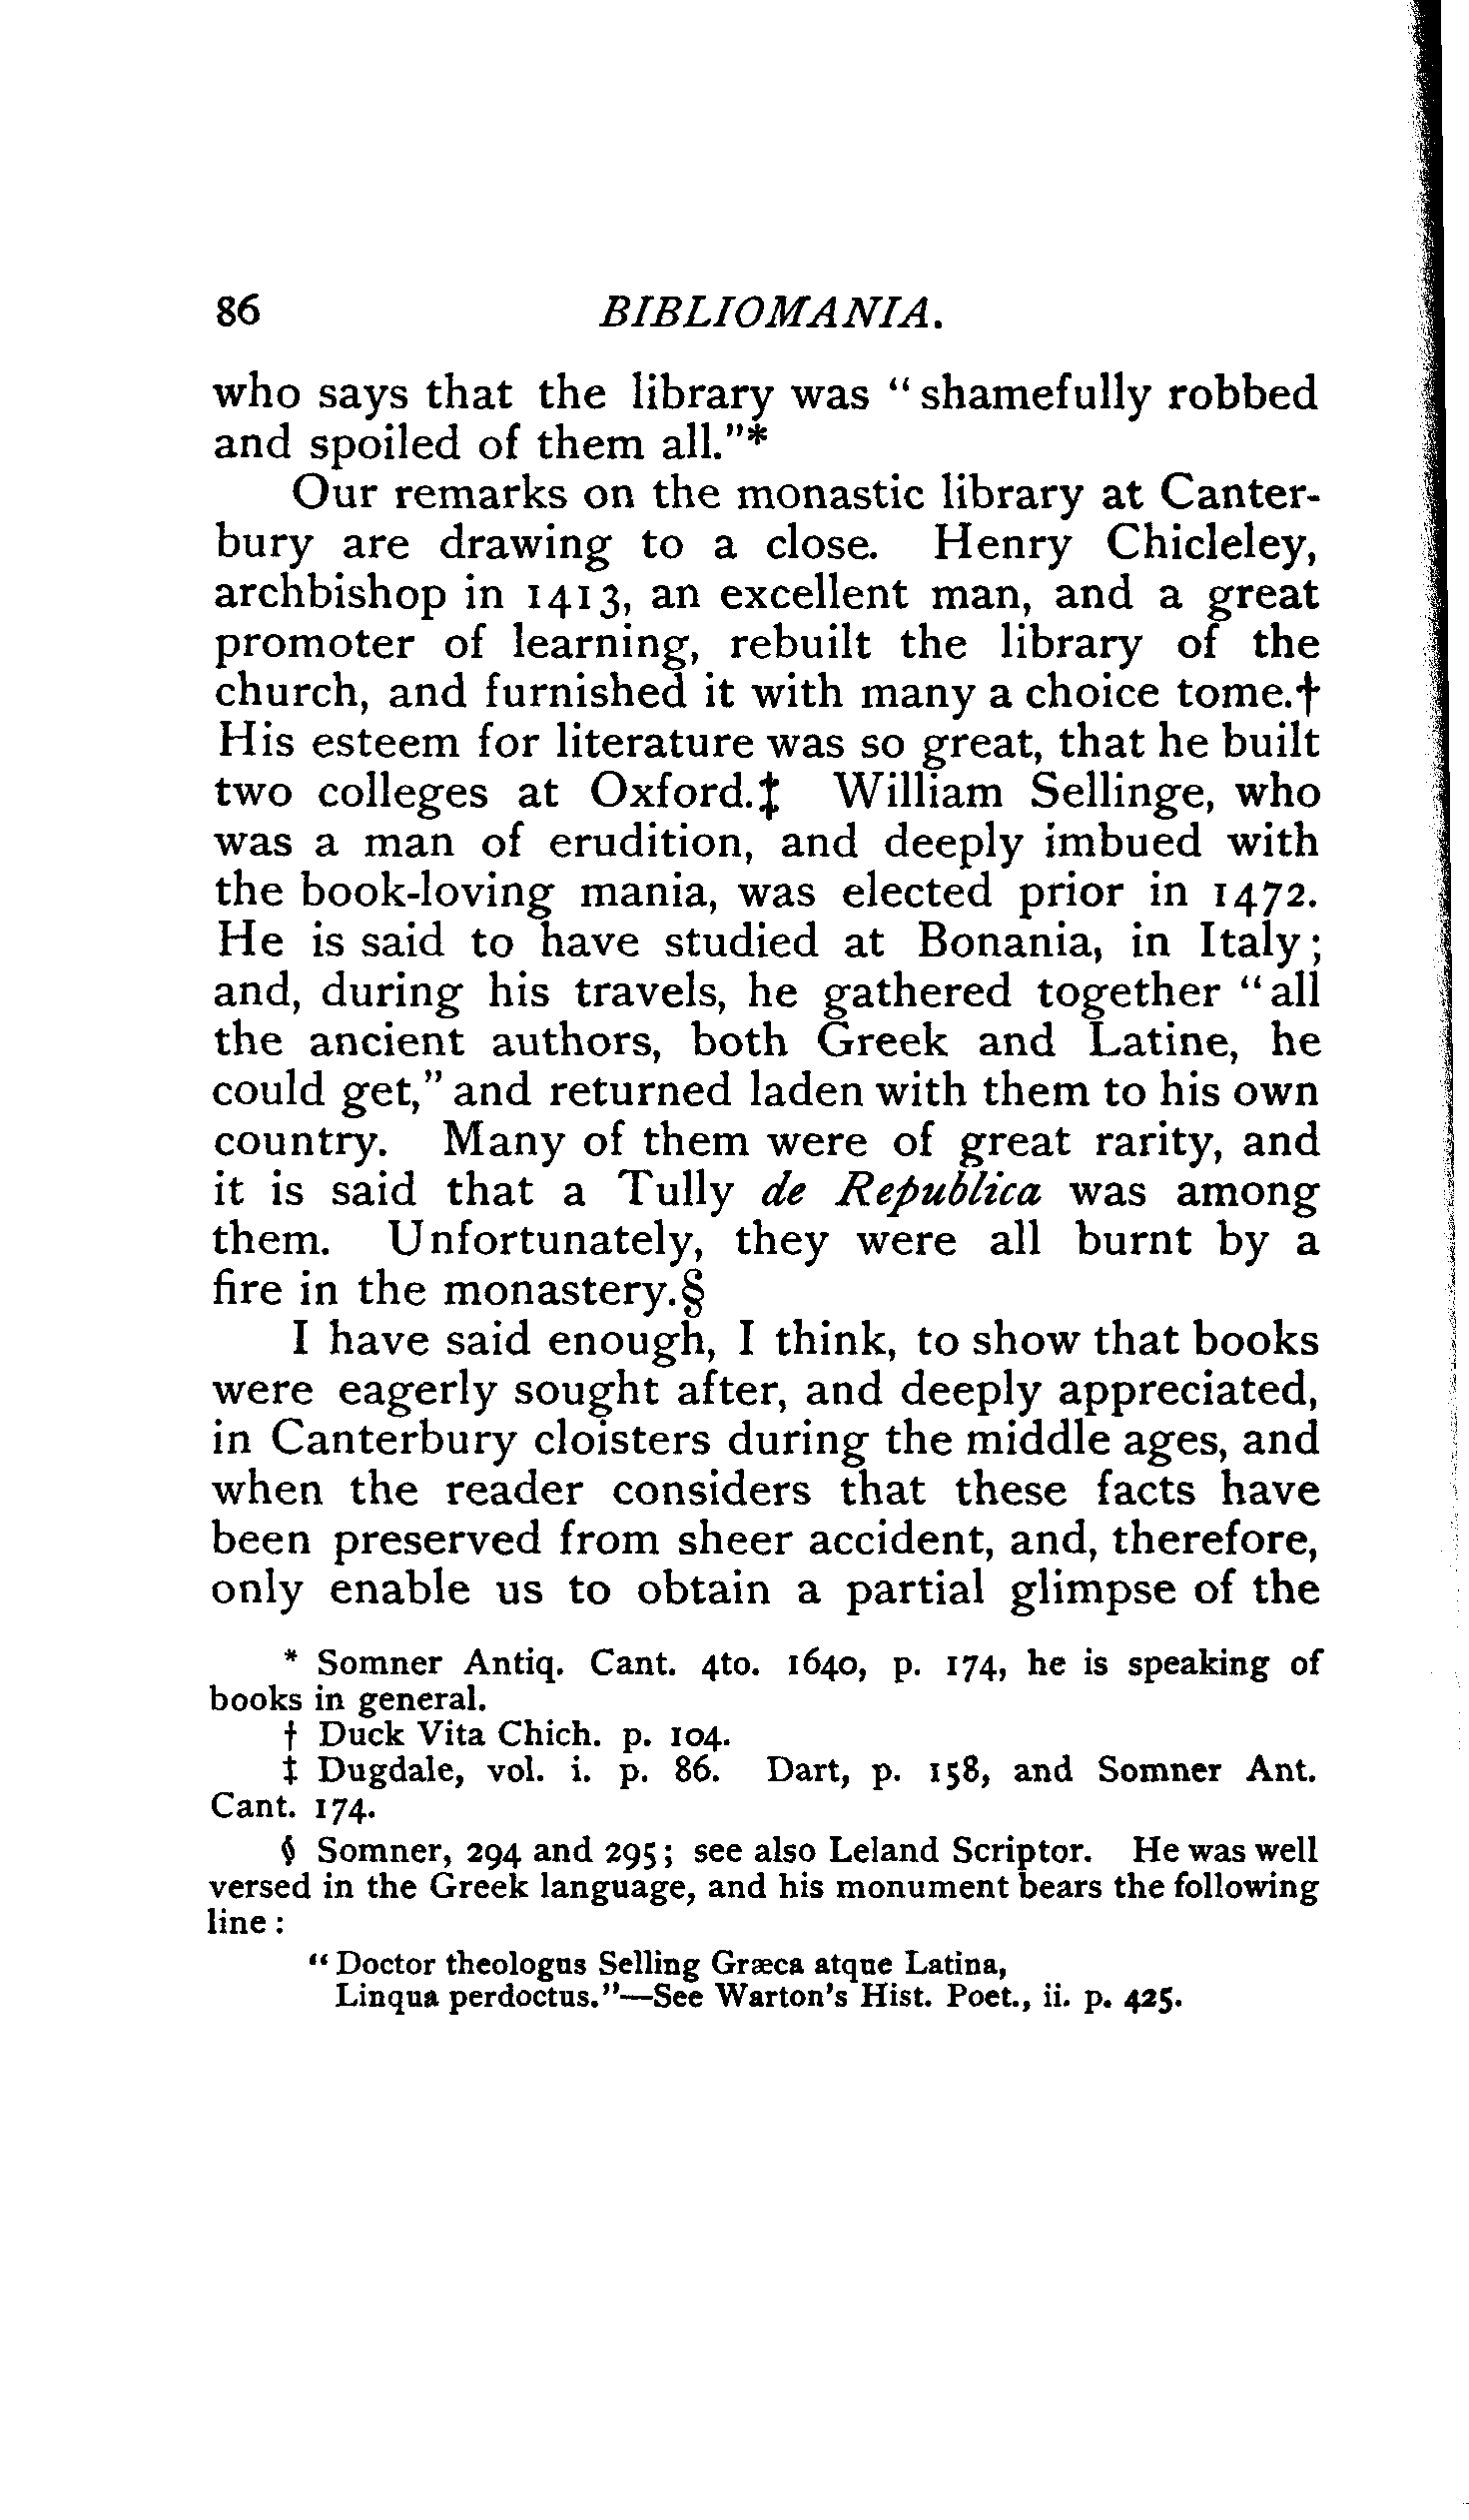 86 BIBLIOMANIA.
who says that the library was “shamefully robbed
and spoiled of them all.”*
Our remarks on the monastic library at Canter-
bury are drawing to a close. Henry Chicleley,
archbishop in 1413, an excellent man, and a great
promoter of learning, rebuilt the library of the
church, and furnished it with many a choice tome.†
His esteem for literature was so great, that he built
two colleges at Oxford.‡ William Sellinge, who
was a man of erudition, and deeply imbued with
the book-loving mania, was elected prior in 1472.
He is said to have studied at Bonania, in Italy;
and, during his travels, he gathered together “all
the ancient authors, both Greek and Latine, he
could get,” and returned laden with them to his own
country. Many of them were of great rarity, and
it is said that a Tully de Republica was among
them. Unfortunately, they were all burnt by a
fire in the monastery.§
I have said enough, I think, to show that books
were eagerly sought after, and deeply appreciated,
in Canterbury cloisters during the middle ages, and
when the reader considers that these facts have
been preserved from sheer accident, and, therefore,
only enable us to obtain a partial glimpse of the
* Somner Antiq. Cant. 4to. 1640, p. 174, he is speaking of
books in general.
† Duck Vita Chich. p. 104.
‡ Dugdale, vol. i. p. 86. Dart, p. 158, and Somner Ant.
Cant. 174.
§ Somner, 294 and 295; see also Leland Scriptor. He was well
versed in the Greek language, and his monument bears the following
line:
“Doctor theologus Selling Græca atque Latina,
Linqua perdoctus.”—See Warton’s Hist. Poet., ii. p. 425.